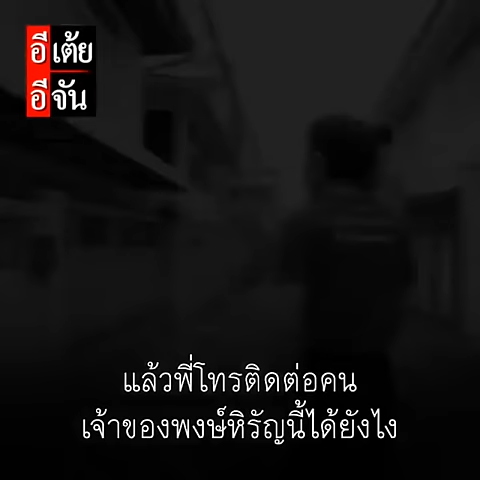 อีเต้ย
อีจัน
แล้วพี่โทรติดต่อคน
เจ้าของพงษ์หิรัญนี้ได้ยังไง